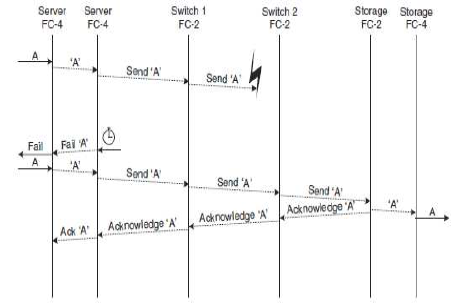 Server Server Switch 1 Switch 2 Storage Storage
FC-4 FC-4 FC-2 FC-2 FC-2 FC-4
A
'A'
Send 'A'
Send 'A'
Fail
Fail 'A'
A
'A'
Send 'A'
Send 'A'
Send 'A'
'A'
A
Acknowledge 'A'
Acknowledge 'A'
Acknowledge 'A'
Ack 'A'